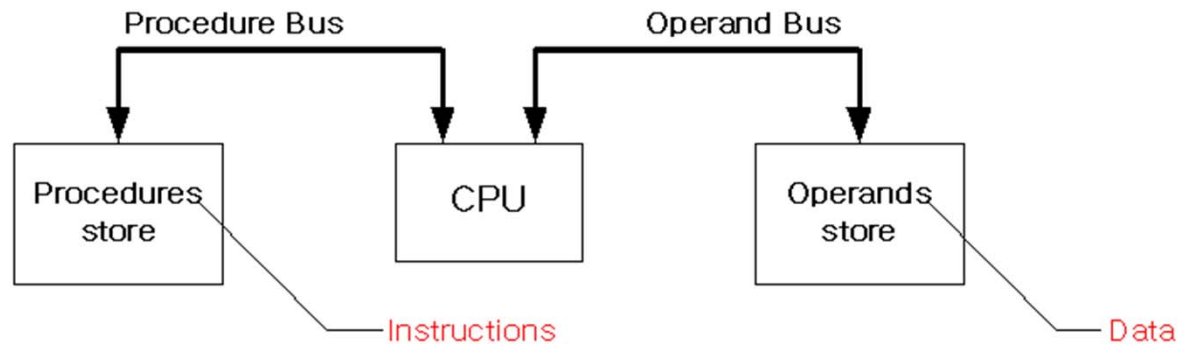 Procedure Bus
Operand Bus
Procedures
store
CPU
Operands
store
Instructions
Data